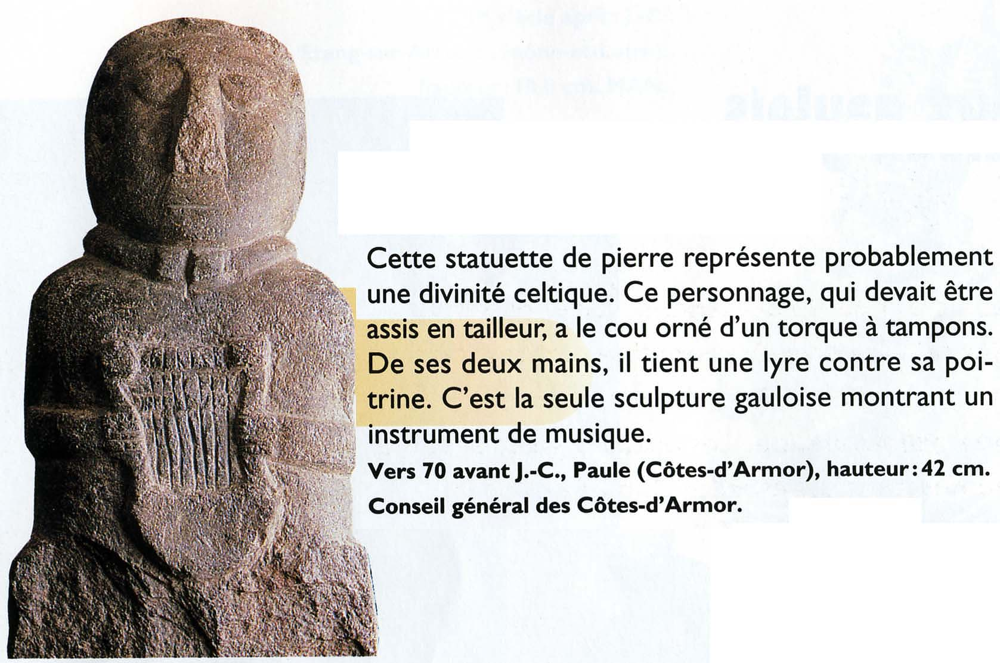 Cette statuette de pierre représente probablement
une divinité celtique. Ce personnage, qui devait être
assis en tailleur, a le cou orné d'un torque à tampons.
De ses deux mains, il tient une lyre contre sa poi-
trine. C'est la seule sculpture gauloise montrant un
instrument de musique.
Vers 70 avant J.-C., Paule (Côtes-d'Armor), hauteur : 42 cm.
Conseil général des Côtes-d'Armor.